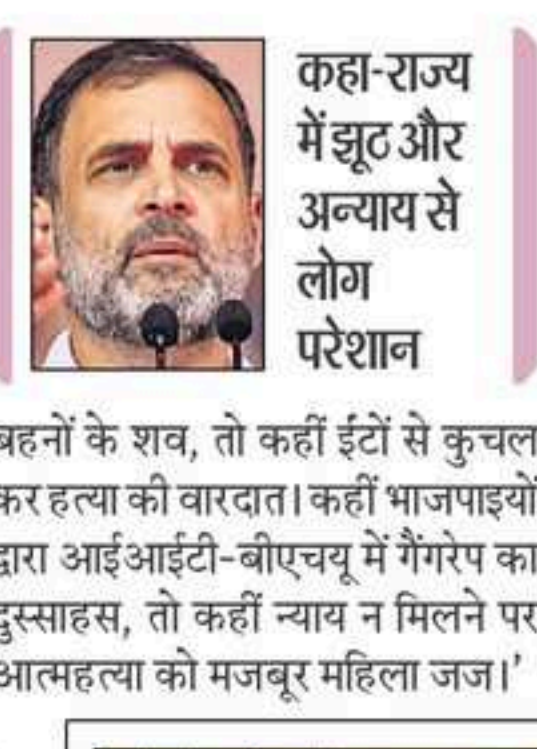 कहा-राज्य
में झूठ और
अन्याय से
लोग
परेशान
बहनों के शव, तो कहीं ईंटों से कुचल
कर हत्या की वारदात। कहीं भाजपाइयों
द्वारा आईआईटी-बीएचयू में गैंगरेप का
दुस्साहस, तो कहीं न्याय न मिलने पर
आत्महत्या को मजबूर महिला जज।’